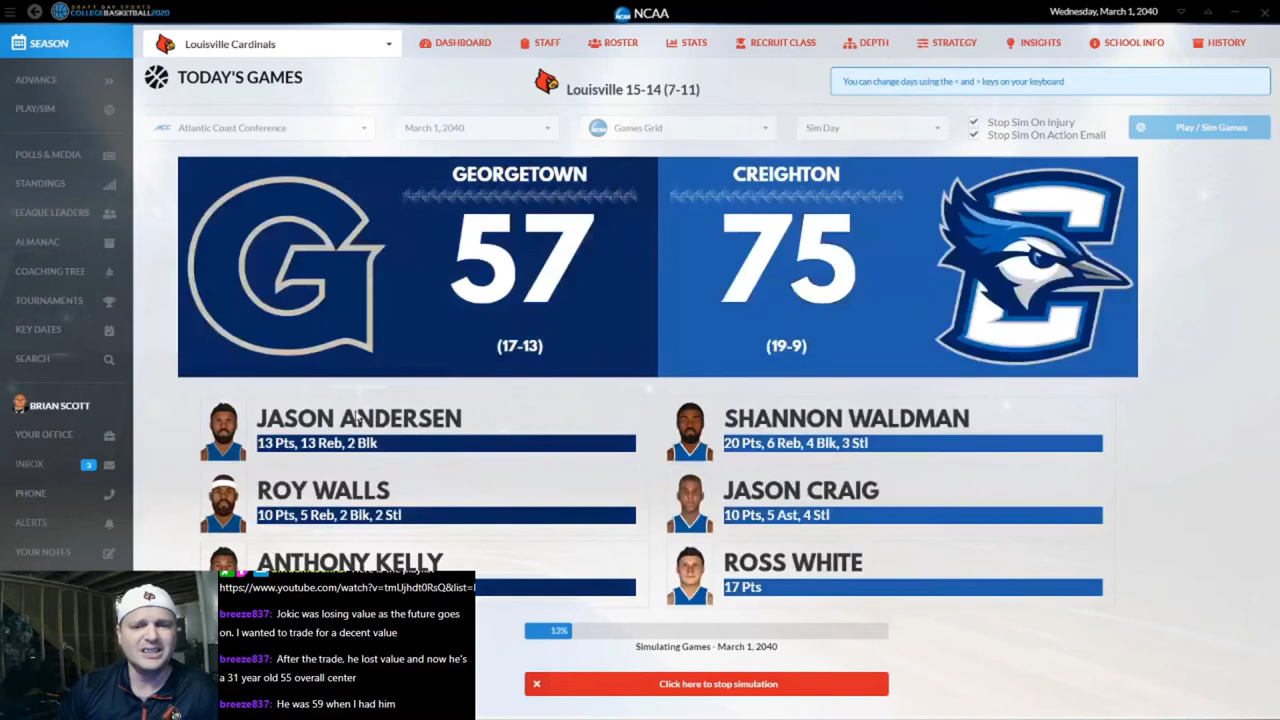 DRAFT DAY SPORTS
COLLEGE BASKETBALL 2020
NCAA
Wednesday, March 1, 2040
SEASON
Louisville Cardinals
DASHBOARD
STAFF
ROSTER
STATS
RECRUIT CLASS
DEPTH
STRATEGY
INSIGHTS
SCHOOL INFO
HISTORY
ADVANCE
PLAY/SIM
POLLS & MEDIA
STANDINGS
LEAGUE LEADERS
ALMANAC
COACHING TREE
TOURNAMENTS
KEY DATES
SEARCH
BRIAN SCOTT
YOUR OFFICE
INBOX 3
PHONE
ALERTS
YOUR NOTES
TODAY'S GAMES
Louisville 15-14 (7-11)
You can change days using the < and > keys on your keyboard
ACC Atlantic Coast Conference
March 1, 2040
NCAA Games Grid
Sim Day
Stop Sim On Injury
Stop Sim On Action Email
Play / Sim Games
G
GEORGETOWN
57
(17-13)
CREIGHTON
75
(19-9)
JASON ANDERSEN
13 Pts, 13 Reb, 2 Blk
SHANNON WALDMAN
20 Pts, 6 Reb, 4 Blk, 3 Stl
ROY WALLS
10 Pts, 5 Reb, 2 Blk, 2 Stl
JASON CRAIG
10 Pts, 5 Ast, 4 Stl
ANTHONY KELLY
ROSS WHITE
17 Pts
https://www.youtube.com/watch?v=tmUjhdt0RsQ&list=
breeze837: Jokic was losing value as the future goes
on. I wanted to trade for a decent value
breeze837: After the trade, he lost value and now he's
a 31 year old 55 overall center
breeze837: He was 59 when I had him
13%
Simulating Games - March 1, 2040
Click here to stop simulation